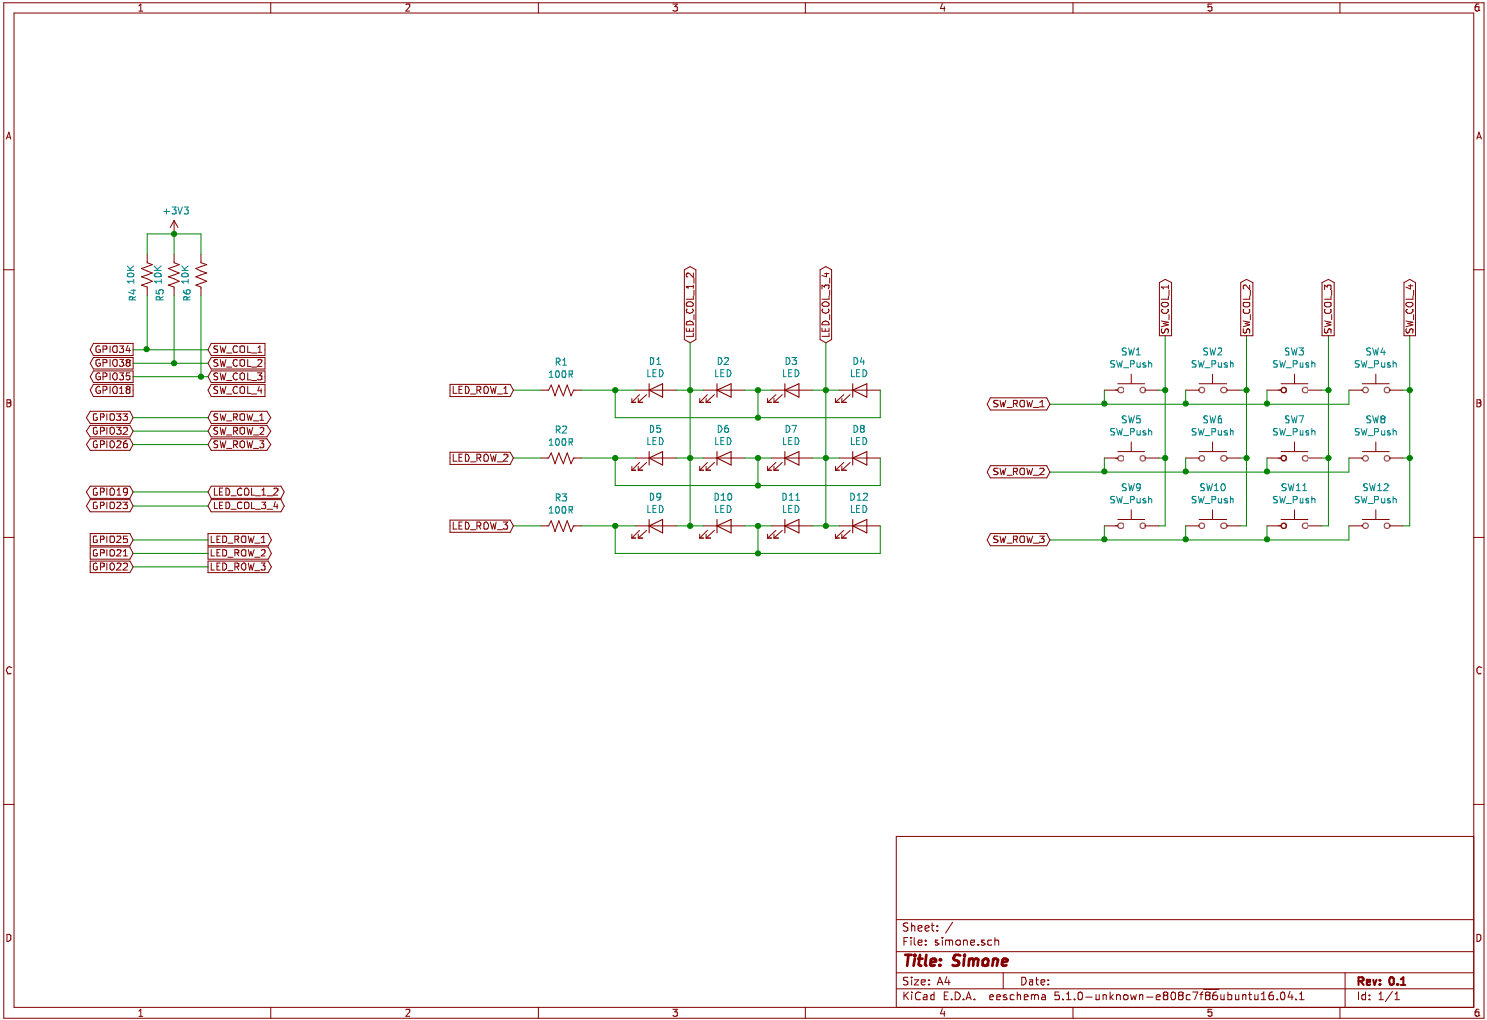 1 2 3 4 5 6
A A
+3V3
R4 10K
R5 10K
R6 10K
GPIO34 SW_COL_1
GPIO38 SW_COL_2
GPIO35 SW_COL_3
GPIO18 SW_COL_4
GPIO33 SW_ROW_1
GPIO32 SW_ROW_2
GPIO26 SW_ROW_3
GPIO19 LED_COL_1_2
GPIO23 LED_COL_3_4
GPIO25 LED_ROW_1
GPIO21 LED_ROW_2
GPIO22 LED_ROW_3
LED_COL_1_2
LED_COL_3_4
R1 D1 D2 D3 D4
100R LED LED LED LED
LED_ROW_1
R2 D5 D6 D7 D8
100R LED LED LED LED
LED_ROW_2
R3 D9 D10 D11 D12
100R LED LED LED LED
LED_ROW_3
SW_COL_1
SW_COL_2
SW_COL_3
SW_COL_4
SW1 SW2 SW3 SW4
SW_Push SW_Push SW_Push SW_Push
SW_ROW_1
SW5 SW6 SW7 SW8
SW_Push SW_Push SW_Push SW_Push
SW_ROW_2
SW9 SW10 SW11 SW12
SW_Push SW_Push SW_Push SW_Push
SW_ROW_3
B B
C C
D D
Sheet: /
File: simone.sch
Title: Simone
Size: A4 Date: Rev: 0.1
KiCad E.D.A. eeschema 5.1.0-unknown-e808c7f86ubuntu16.04.1 Id: 1/1
1 2 3 4 5 6